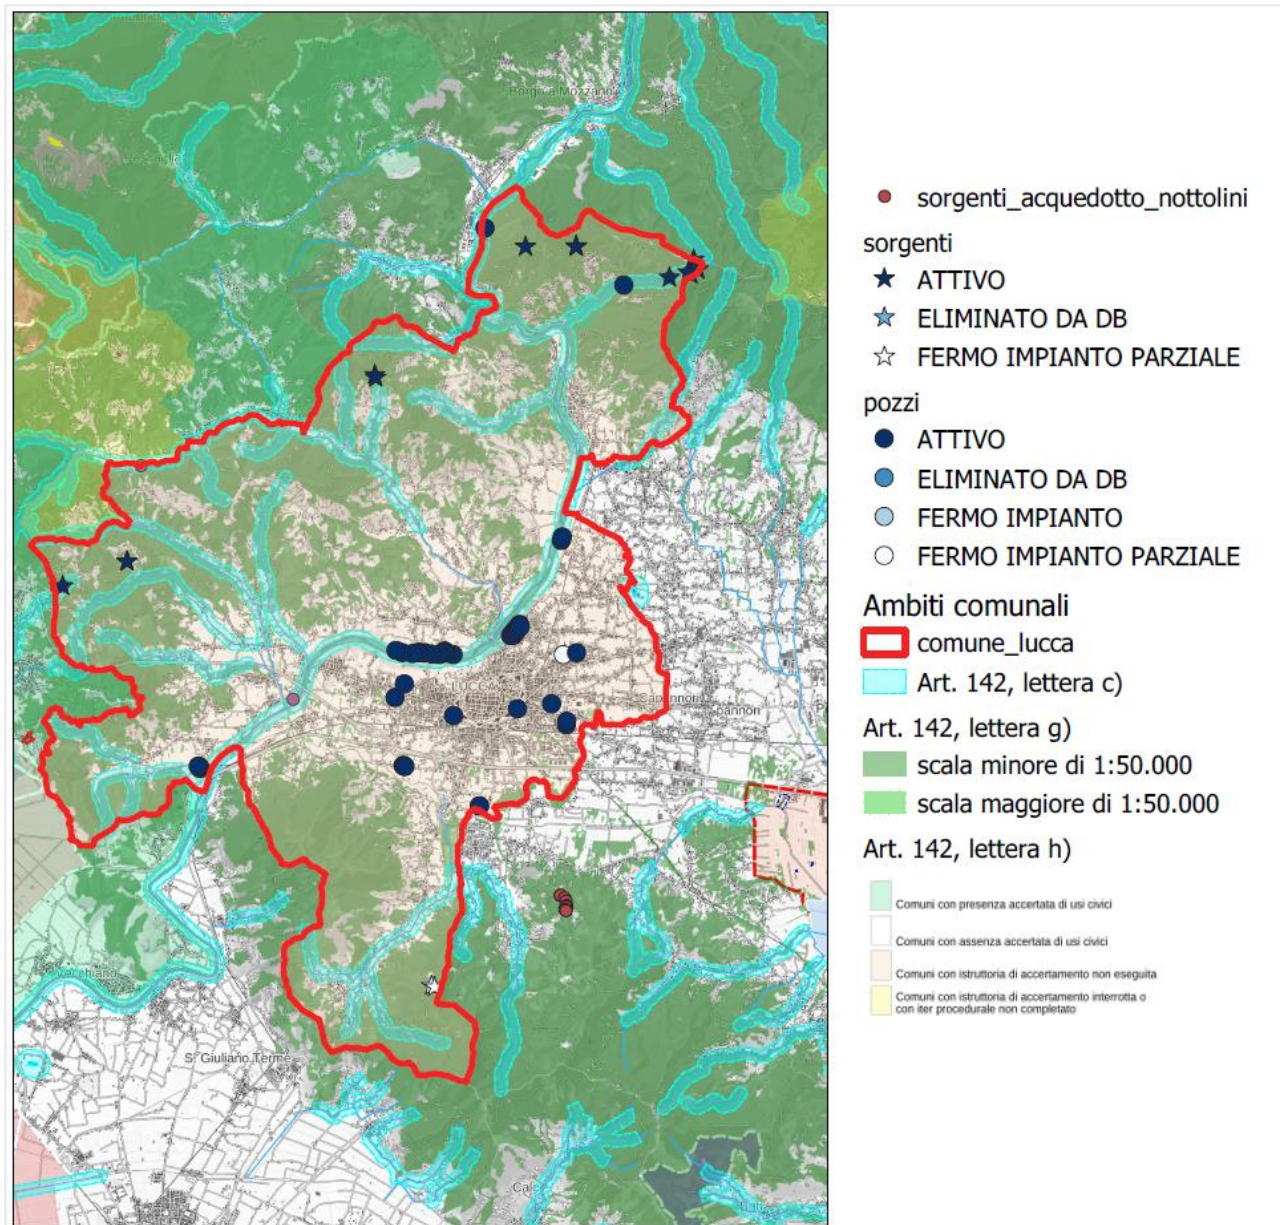 Borgo a Mozzano
LUCCA
Capannori
pannori
Vecchiano
S. Giuliano Terme
Calci
Buti
sorgenti_acquedotto_nottolini
sorgenti
ATTIVO
ELIMINATO DA DB
FERMO IMPIANTO PARZIALE
pozzi
ATTIVO
ELIMINATO DA DB
FERMO IMPIANTO
FERMO IMPIANTO PARZIALE
Ambiti comunali
comune_lucca
Art. 142, lettera c)
Art. 142, lettera g)
scala minore di 1:50.000
scala maggiore di 1:50.000
Art. 142, lettera h)
Comuni con presenza accertata di usi civici
Comuni con assenza accertata di usi civici
Comuni con istruttoria di accertamento non eseguita
Comuni con istruttoria di accertamento interrotta o
con iter procedurale non completato